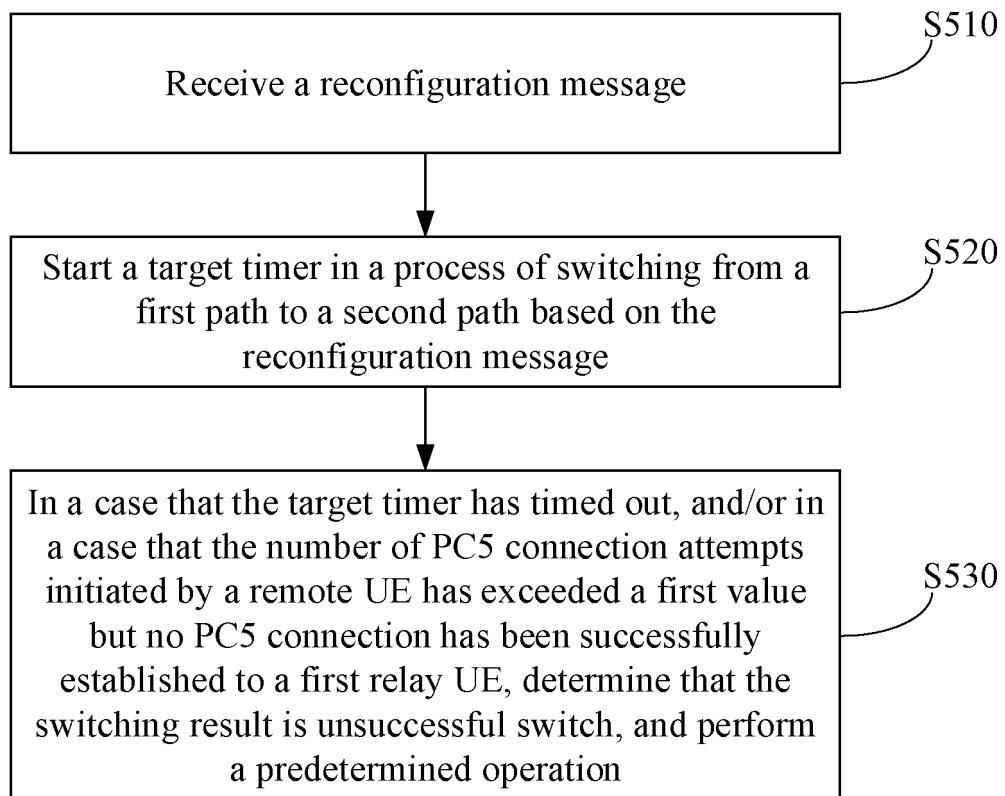 S510
Receive a reconfiguration message
S520
Start a target timer in a process of switching from a
first path to a second path based on the
reconfiguration message
S530
In a case that the target timer has timed out, and/or in
a case that the number of PC5 connection attempts
initiated by a remote UE has exceeded a first value
but no PC5 connection has been successfully
established to a first relay UE, determine that the
switching result is unsuccessful switch, and perform
a predetermined operation